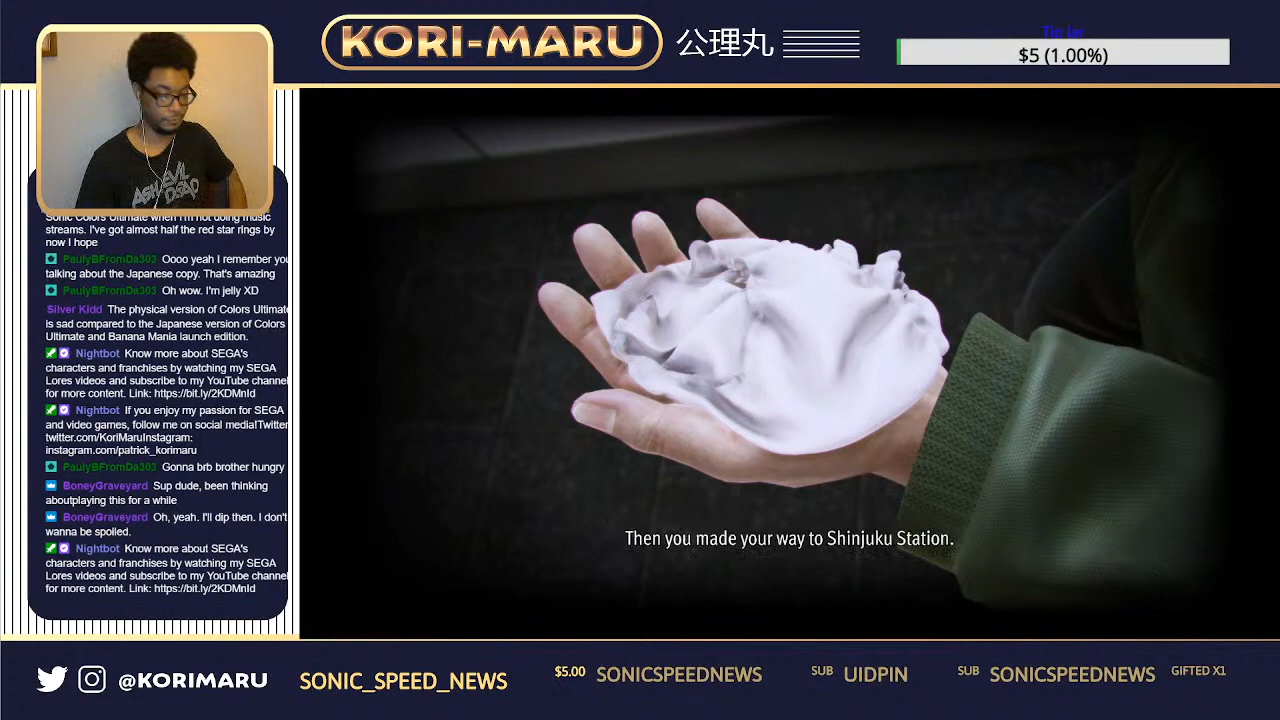 KORI-MARU 公理丸
Tip Jar
$5 (1.00%)
ASH EVIL
DEAD
Sonic Colors Ultimate when I'm not doing music
streams. I've got almost half the red star rings by
now I hope
PaulyBFromDa303 Oooo yeah I remember you
talking about the Japanese copy. That's amazing
PaulyBFromDa303 Oh wow. I'm jelly XD
Silver Kidd The physical version of Colors Ultimate
is sad compared to the Japanese version of Colors
Ultimate and Banana Mania launch edition.
Nightbot Know more about SEGA's
characters and franchises by watching my SEGA
Lores videos and subscribe to my YouTube channel
for more content. Link: https://bit.ly/2KDMnId
Nightbot If you enjoy my passion for SEGA
and video games, follow me on social media!Twitter:
twitter.com/KoriMaruInstagram:
instagram.com/patrick_korimaru
PaulyBFromDa303 Gonna brb brother hungry
BoneyGraveyard Sup dude, been thinking
aboutplaying this for a while
BoneyGraveyard Oh, yeah. I'll dip then. I don't
wanna be spoiled.
Nightbot Know more about SEGA's
characters and franchises by watching my SEGA
Lores videos and subscribe to my YouTube channel
for more content. Link: https://bit.ly/2KDMnId
Then you made your way to Shinjuku Station.
@KORIMARU
SONIC_SPEED_NEWS
$5.00 SONICSPEEDNEWS
SUB UIDPIN
SUB SONICSPEEDNEWS GIFTED X1